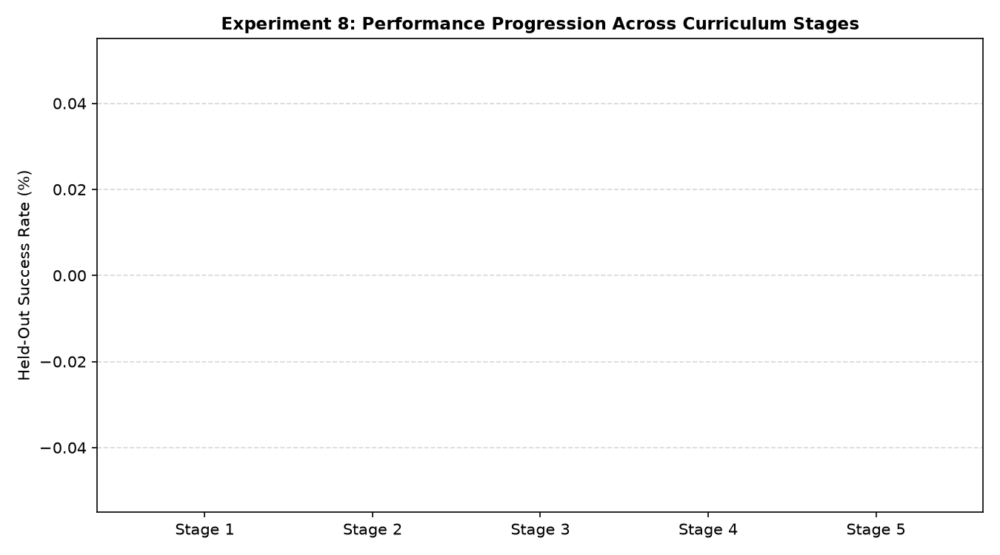 Experiment 8: Performance Progression Across Curriculum Stages
Held-Out Success Rate (%)
0.04
0.02
0.00
−0.02
−0.04
Stage 1
Stage 2
Stage 3
Stage 4
Stage 5